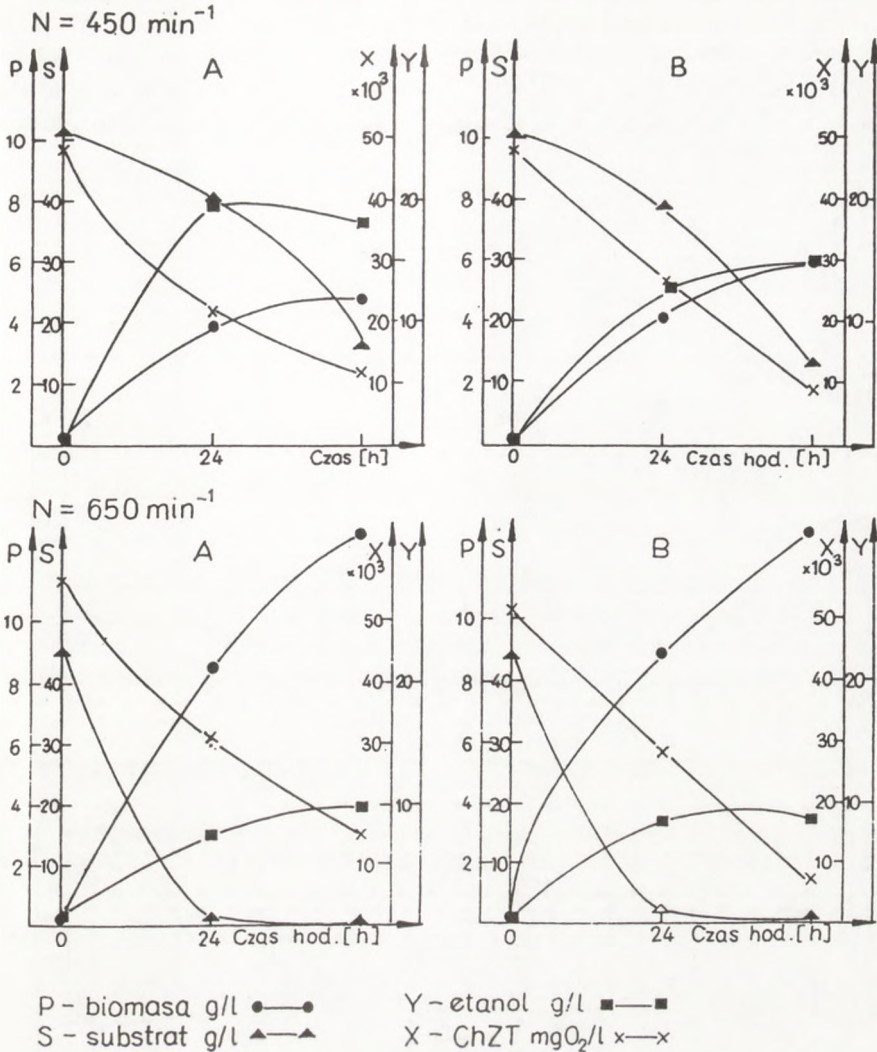 N = 450 min⁻¹
P S A X Y
×10³
10 50
8 40 40 20
6 30 30
4 20 20 10
2 10 10
0 24 Czas [h]
P S B X Y
×10³
10 50
8 40 40 20
6 30 30
4 20 20 10
2 10 10
0 24 Czas hod. [h]
N = 650 min⁻¹
P S A X Y
×10³
10 50
8 40 40 20
6 30 30
4 20 20 10
2 10 10
0 24 Czas hod. [h]
P S B X Y
×10³
10 50
8 40 40 20
6 30 30
4 20 20 10
2 10 10
0 24 Czas hod. [h]
P – biomasa g/l
Y – etanol g/l
S – substrat g/l
X – ChZT mgO₂/l